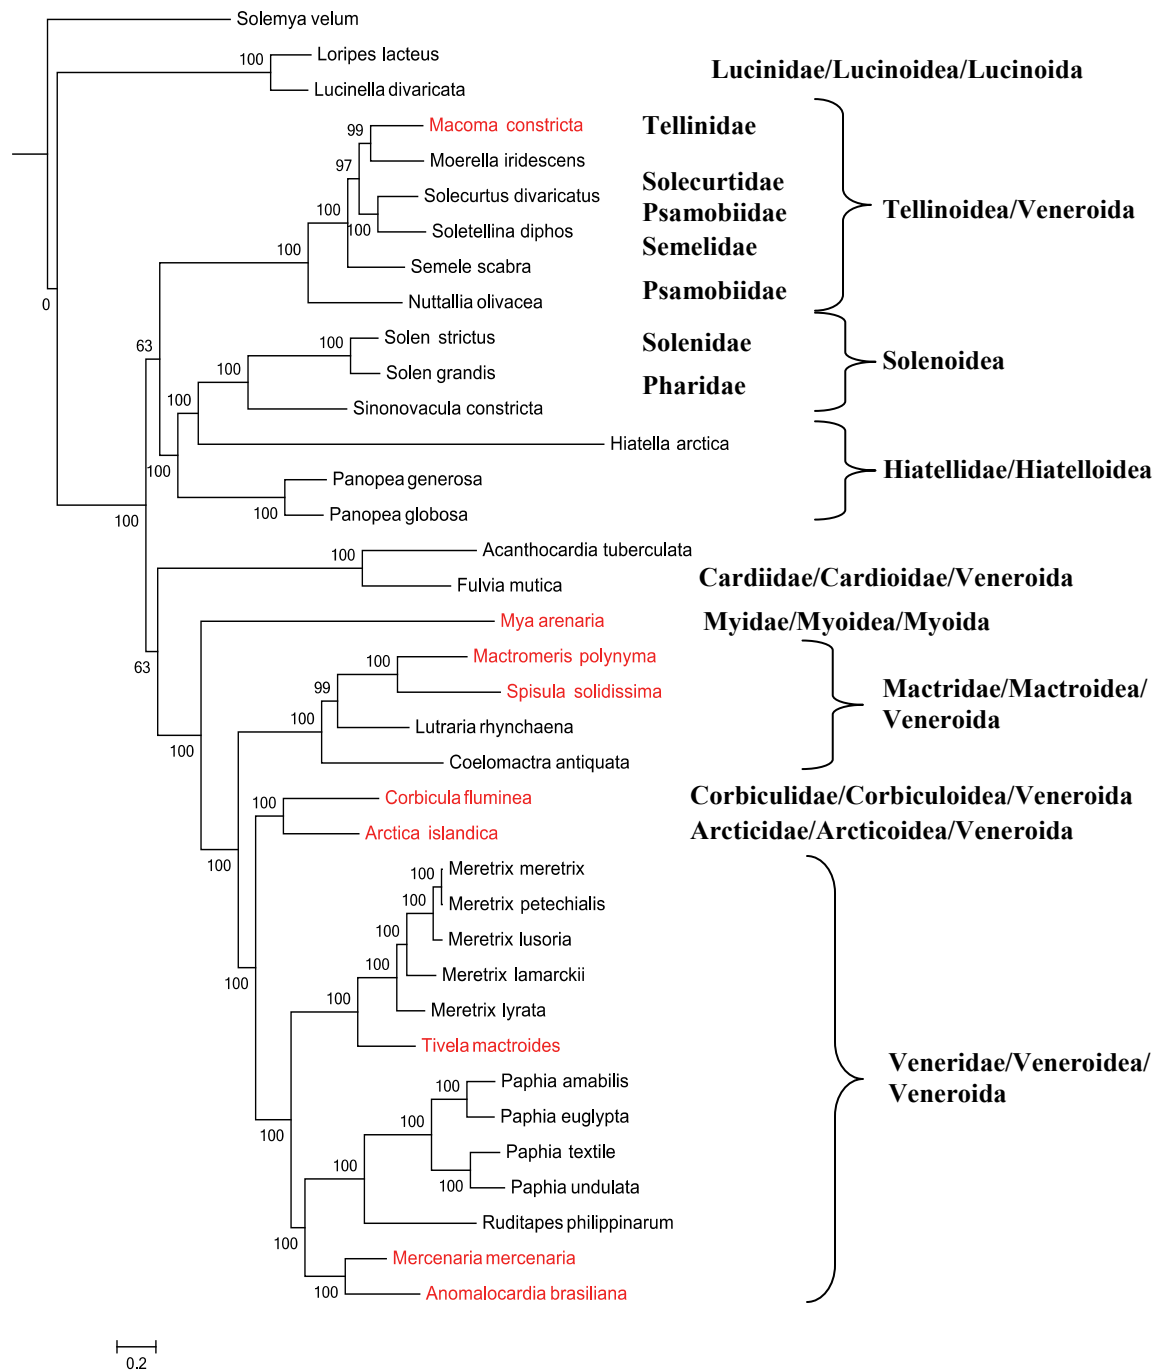 Solemya velum
100
Loripes lacteus
Lucinella divaricata
Lucinidae/Lucinoidea/Lucinoida
99
Macoma constricta
Tellinidae
97
Moerella iridescens
Solecurtus divaricatus
Solecurtidae
100
100
Soletellina diphos
Psamobiidae
Tellinoidea/Veneroida
100
Semele scabra
Semelidae
Nuttallia olivacea
Psamobiidae
0
63
100
Solen strictus
Solenidae
100
Solen grandis
Pharidae
Solenoidea
100
Sinonovacula constricta
Hiatella arctica
100
Panopea generosa
Hiatellidae/Hiatelloidea
100
Panopea globosa
100
100
Acanthocardia tuberculata
Fulvia mutica
Cardiidae/Cardioidae/Veneroida
Mya arenaria
Myidae/Myoidea/Myoida
63
100
Mactromeris polynyma
99
Spisula solidissima
Mactridae/Mactroidea/
Veneroida
100
Lutraria rhynchaena
100
Coelomactra antiquata
100
Corbicula fluminea
Corbiculidae/Corbiculoidea/Veneroida
Arctica islandica
Arcticidae/Arcticoidea/Veneroida
100
100
Meretrix meretrix
100
Meretrix petechialis
100
Meretrix lusoria
100
Meretrix lamarckii
100
100
Meretrix lyrata
Tivela mactroides
Veneridae/Veneroidea/
Veneroida
100
Paphia amabilis
100
Paphia euglypta
100
Paphia textile
100
100
Paphia undulata
Ruditapes philippinarum
100
Mercenaria mercenaria
100
Anomalocardia brasiliana
0.2